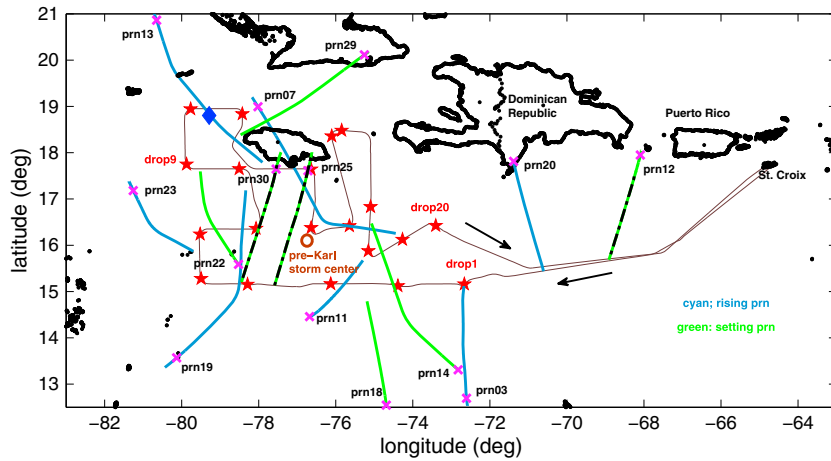 21
20
19
18
17
16
15
14
13
latitude (deg)
prn13
prn29
prn07
Dominican
Republic
Puerto Rico
drop9
prn30
prn25
prn20
prn12
St. Croix
prn23
drop20
pre-Karl
storm center
prn22
drop1
cyan; rising prn
green; setting prn
prn11
prn19
prn14
prn18
prn03
−82 −80 −78 −76 −74 −72 −70 −68 −66 −64
longitude (deg)